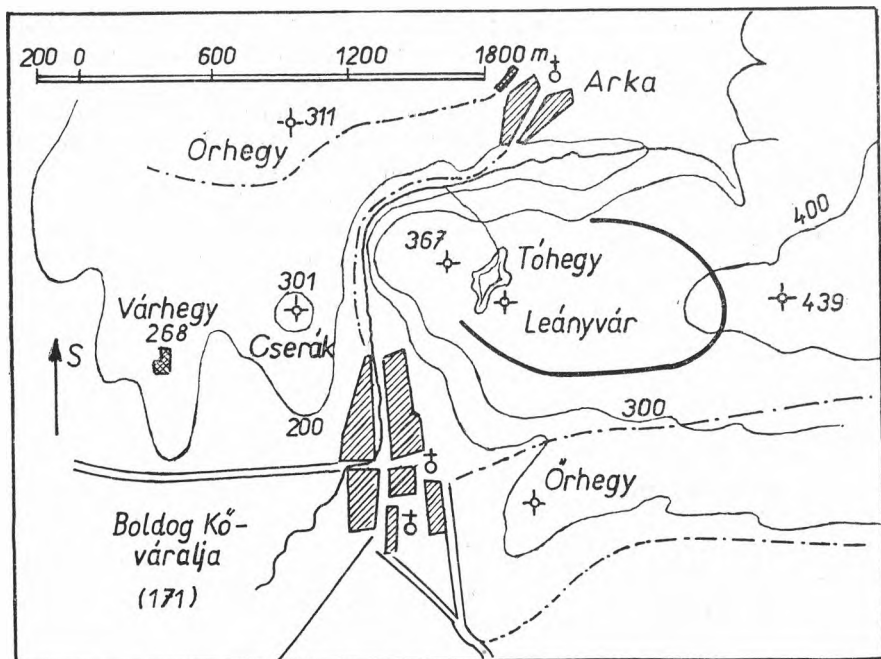 200 0 600 1200 1800 m
Arka
311
Őrhegy
400
367
Tóhegy
301
439
Várhegy
268
Leányvár
Cserák
S
300
200
Őrhegy
Boldog Kő-
váralja
(171)